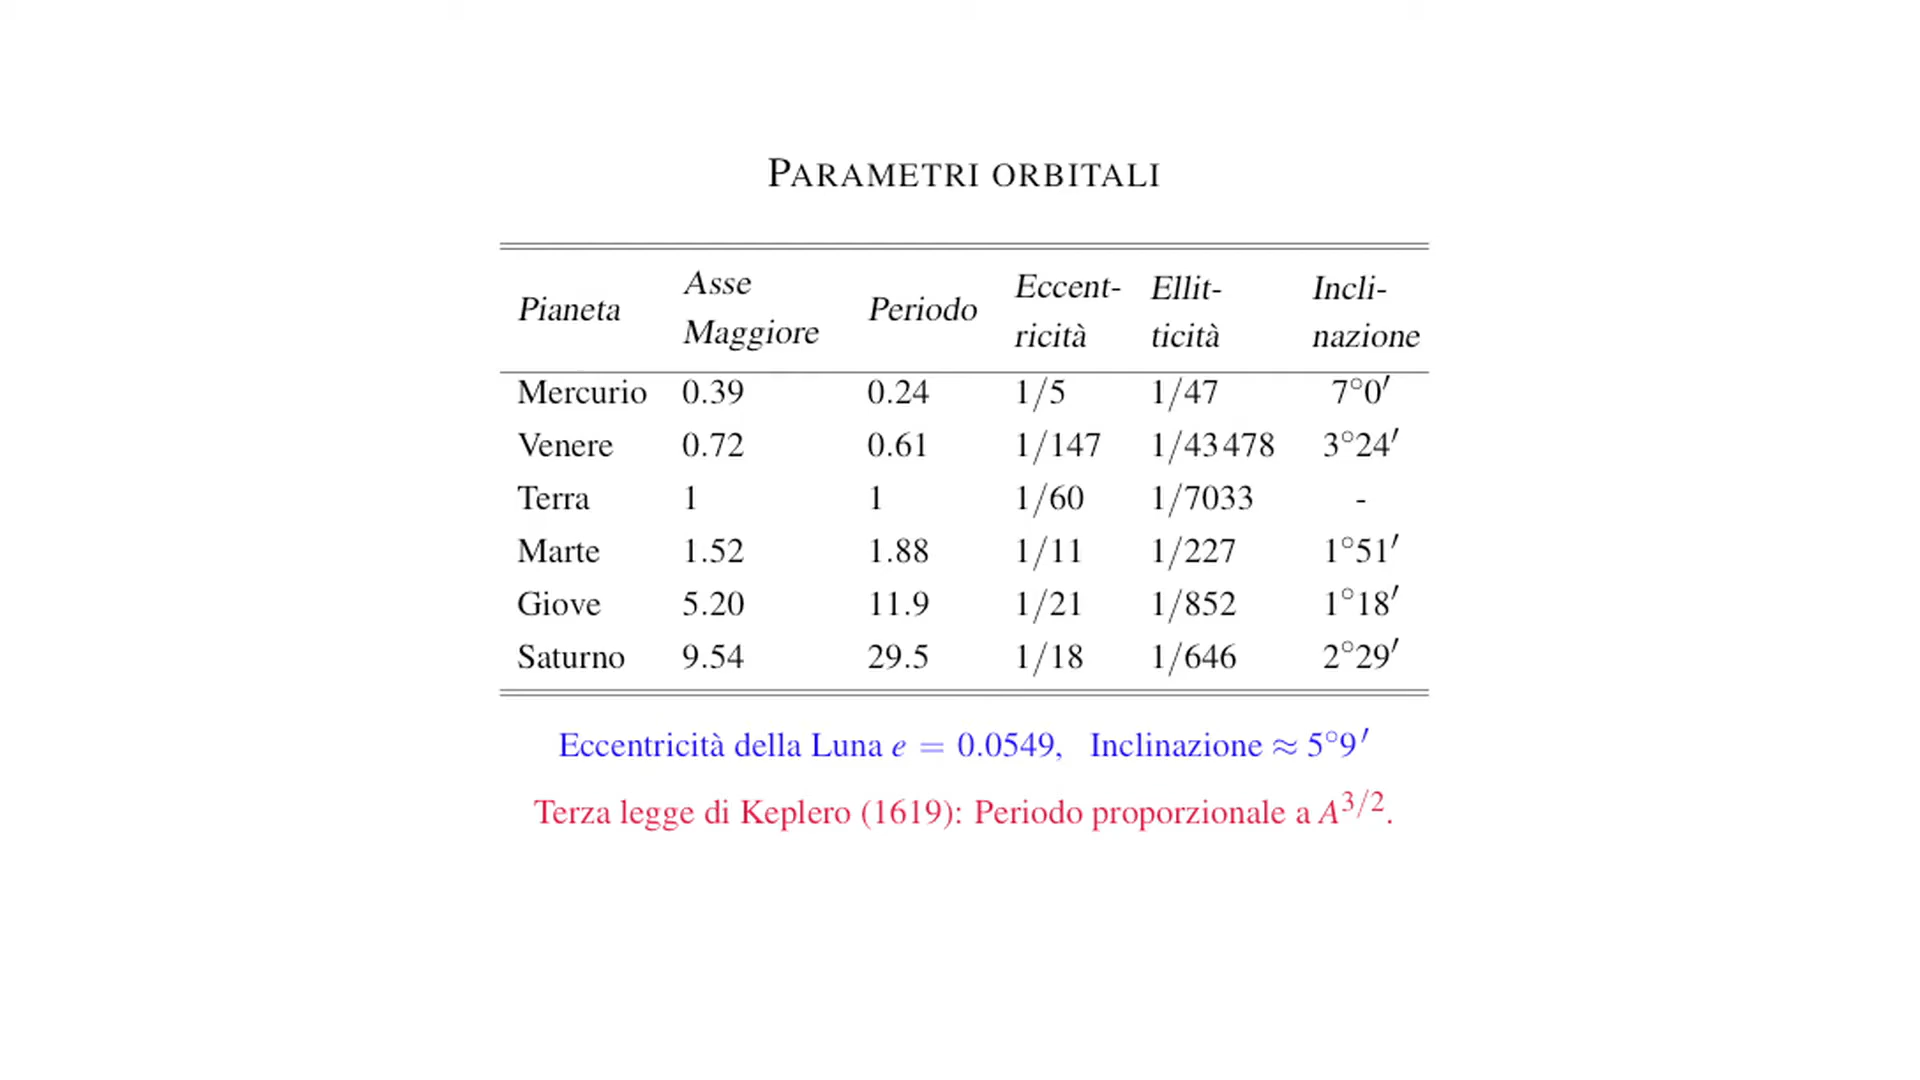 PARAMETRI ORBITALI
Pianeta Asse Maggiore Periodo Eccent-ricità Ellit-ticità Incli-nazione
Mercurio 0.39 0.24 1/5 1/47 7°0′
Venere 0.72 0.61 1/147 1/43 478 3°24′
Terra 1 1 1/60 1/7033 -
Marte 1.52 1.88 1/11 1/227 1°51′
Giove 5.20 11.9 1/21 1/852 1°18′
Saturno 9.54 29.5 1/18 1/646 2°29′
Eccentricità della Luna e = 0.0549, Inclinazione ≈ 5°9′
Terza legge di Keplero (1619): Periodo proporzionale a A^3/2.